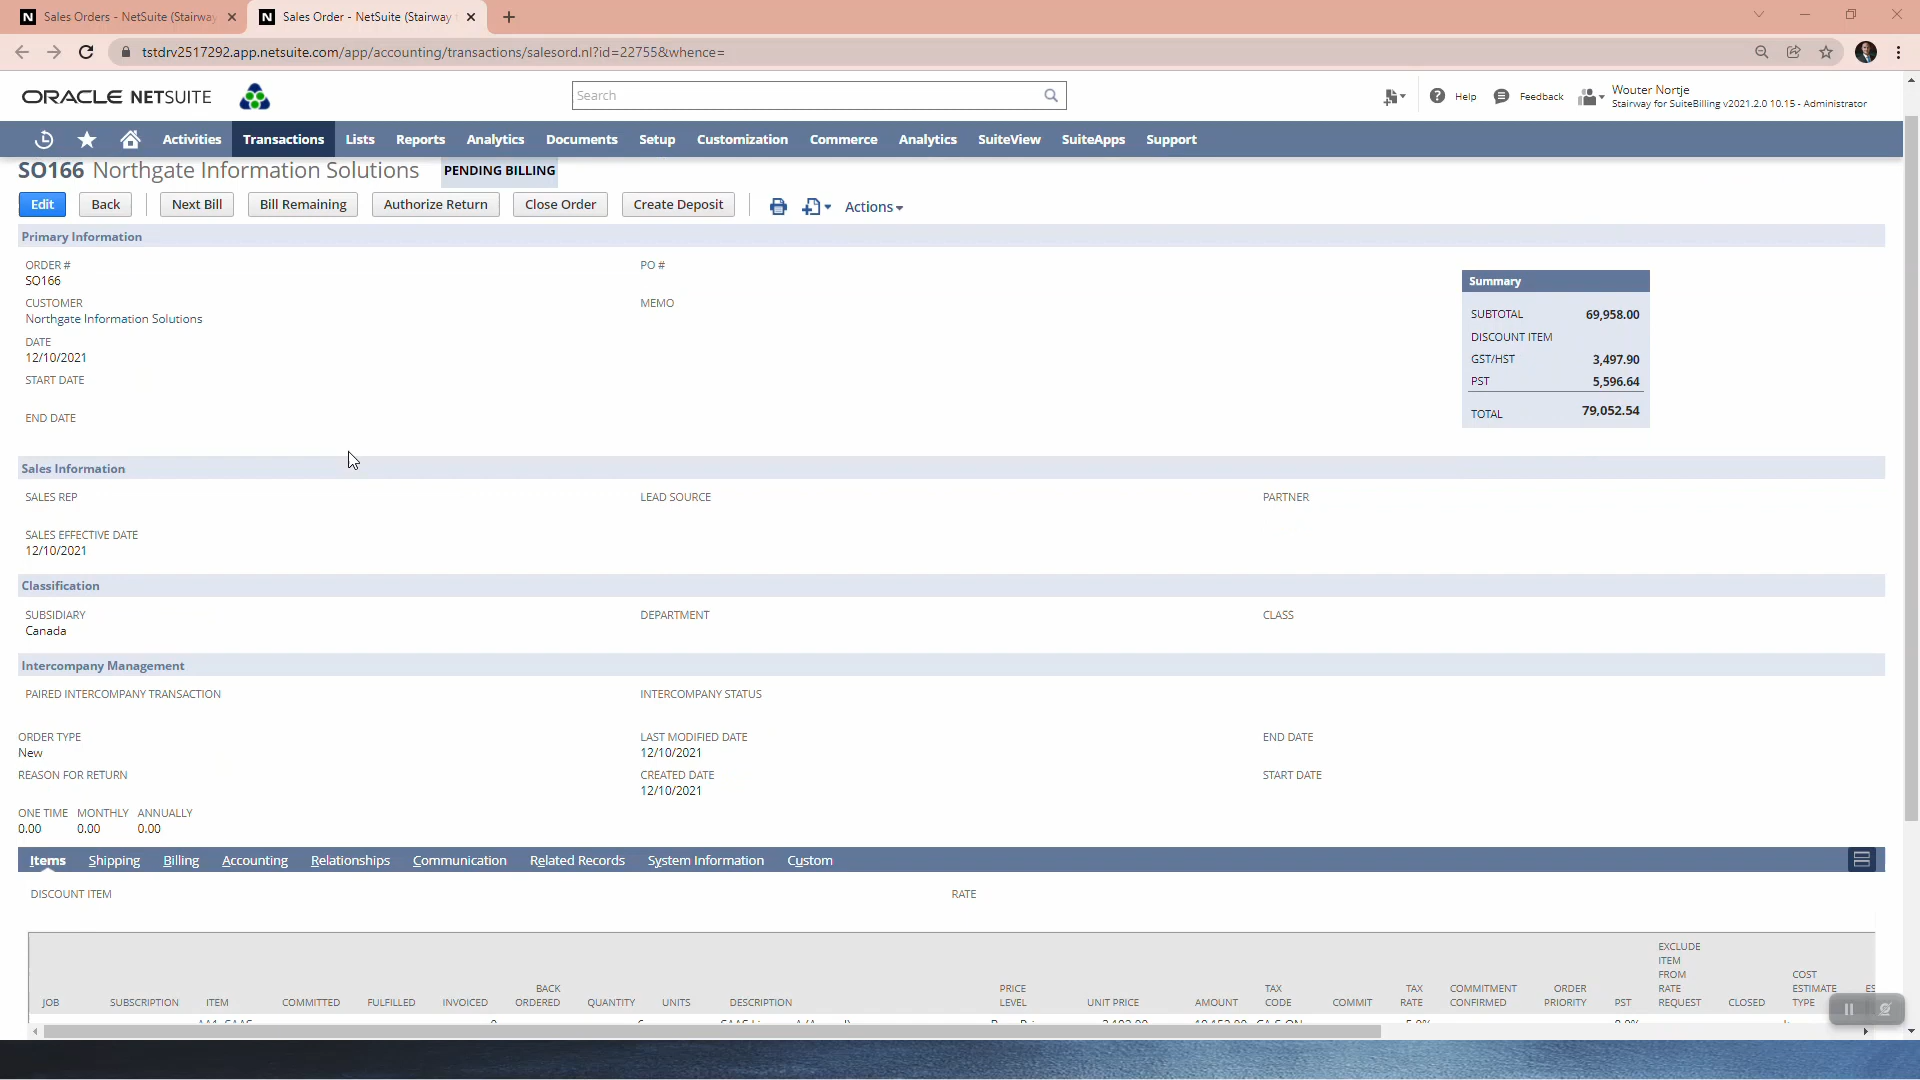 Sales Orders - NetSuite (Stairway
Sales Order - NetSuite (Stairway
tstdrv2517292.app.netsuite.com/app/accounting/transactions/salesord.nl?id=22755&whence=
ORACLE NETSUITE
Search
Help
Feedback
Wouter Nortje
Stairway for SuiteBilling v2021.2.0 10.15 - Administrator
Activities Transactions Lists Reports Analytics Documents Setup Customization Commerce Analytics SuiteView SuiteApps Support
SO166 Northgate Information Solutions PENDING BILLING
Edit Back Next Bill Bill Remaining Authorize Return Close Order Create Deposit Actions
Primary Information
ORDER #
SO166
CUSTOMER
Northgate Information Solutions
DATE
12/10/2021
START DATE
END DATE
PO #
MEMO
Summary
SUBTOTAL 69,958.00
DISCOUNT ITEM
GST/HST 3,497.90
PST 5,596.64
TOTAL 79,052.54
Sales Information
SALES REP
SALES EFFECTIVE DATE
12/10/2021
LEAD SOURCE
PARTNER
Classification
SUBSIDIARY
Canada
DEPARTMENT
CLASS
Intercompany Management
PAIRED INTERCOMPANY TRANSACTION
INTERCOMPANY STATUS
ORDER TYPE
New
REASON FOR RETURN
LAST MODIFIED DATE
12/10/2021
CREATED DATE
12/10/2021
END DATE
START DATE
ONE TIME MONTHLY ANNUALLY
0.00 0.00 0.00
Items Shipping Billing Accounting Relationships Communication Related Records System Information Custom
DISCOUNT ITEM
RATE
JOB
SUBSCRIPTION
ITEM
COMMITTED
FULFILLED
INVOICED
BACK
ORDERED
QUANTITY
UNITS
DESCRIPTION
PRICE
LEVEL
UNIT PRICE
AMOUNT
TAX
CODE
COMMIT
TAX
RATE
COMMITMENT
CONFIRMED
ORDER
PRIORITY
PST
EXCLUDE
ITEM
FROM
RATE
REQUEST
CLOSED
COST
ESTIMATE
TYPE
ES